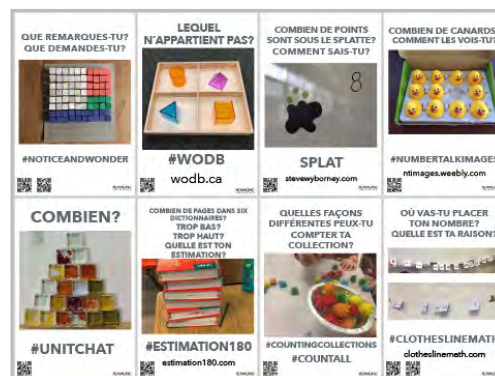 QUE REMARQUES-TU?
QUE DEMANDES-TU?
#NOTICEANDWONDER
LEQUEL
N'APPARTIENT PAS?
#WODB
wodb.ca
COMBIEN DE POINTS
SONT SOUS LE SPLATTE?
COMMENT SAIS-TU?
8
SPLAT
stevewyborney.com
COMBIEN DE CANARDS
COMMENT LES VOIS-TU?
#NUMBERTALKIMAGES
ntimages.weebly.com
COMBIEN?
#UNITCHAT
COMBIEN DE PAGES DANS SIX
DICTIONNAIRES?
TROP BAS?
TROP HAUT?
QUELLE EST TON
ESTIMATION?
#ESTIMATION180
estimation180.com
QUELLES FAÇONS
DIFFÉRENTES PEUX-TU
COMPTER TA
COLLECTION?
#COUNTINGCOLLECTIONS
#COUNTALL
OÙ VAS-TU PLACER
TON NOMBRE?
QUELLE EST TA RAISON?
#CLOTHESLINEMATH
clotheslinemath.com